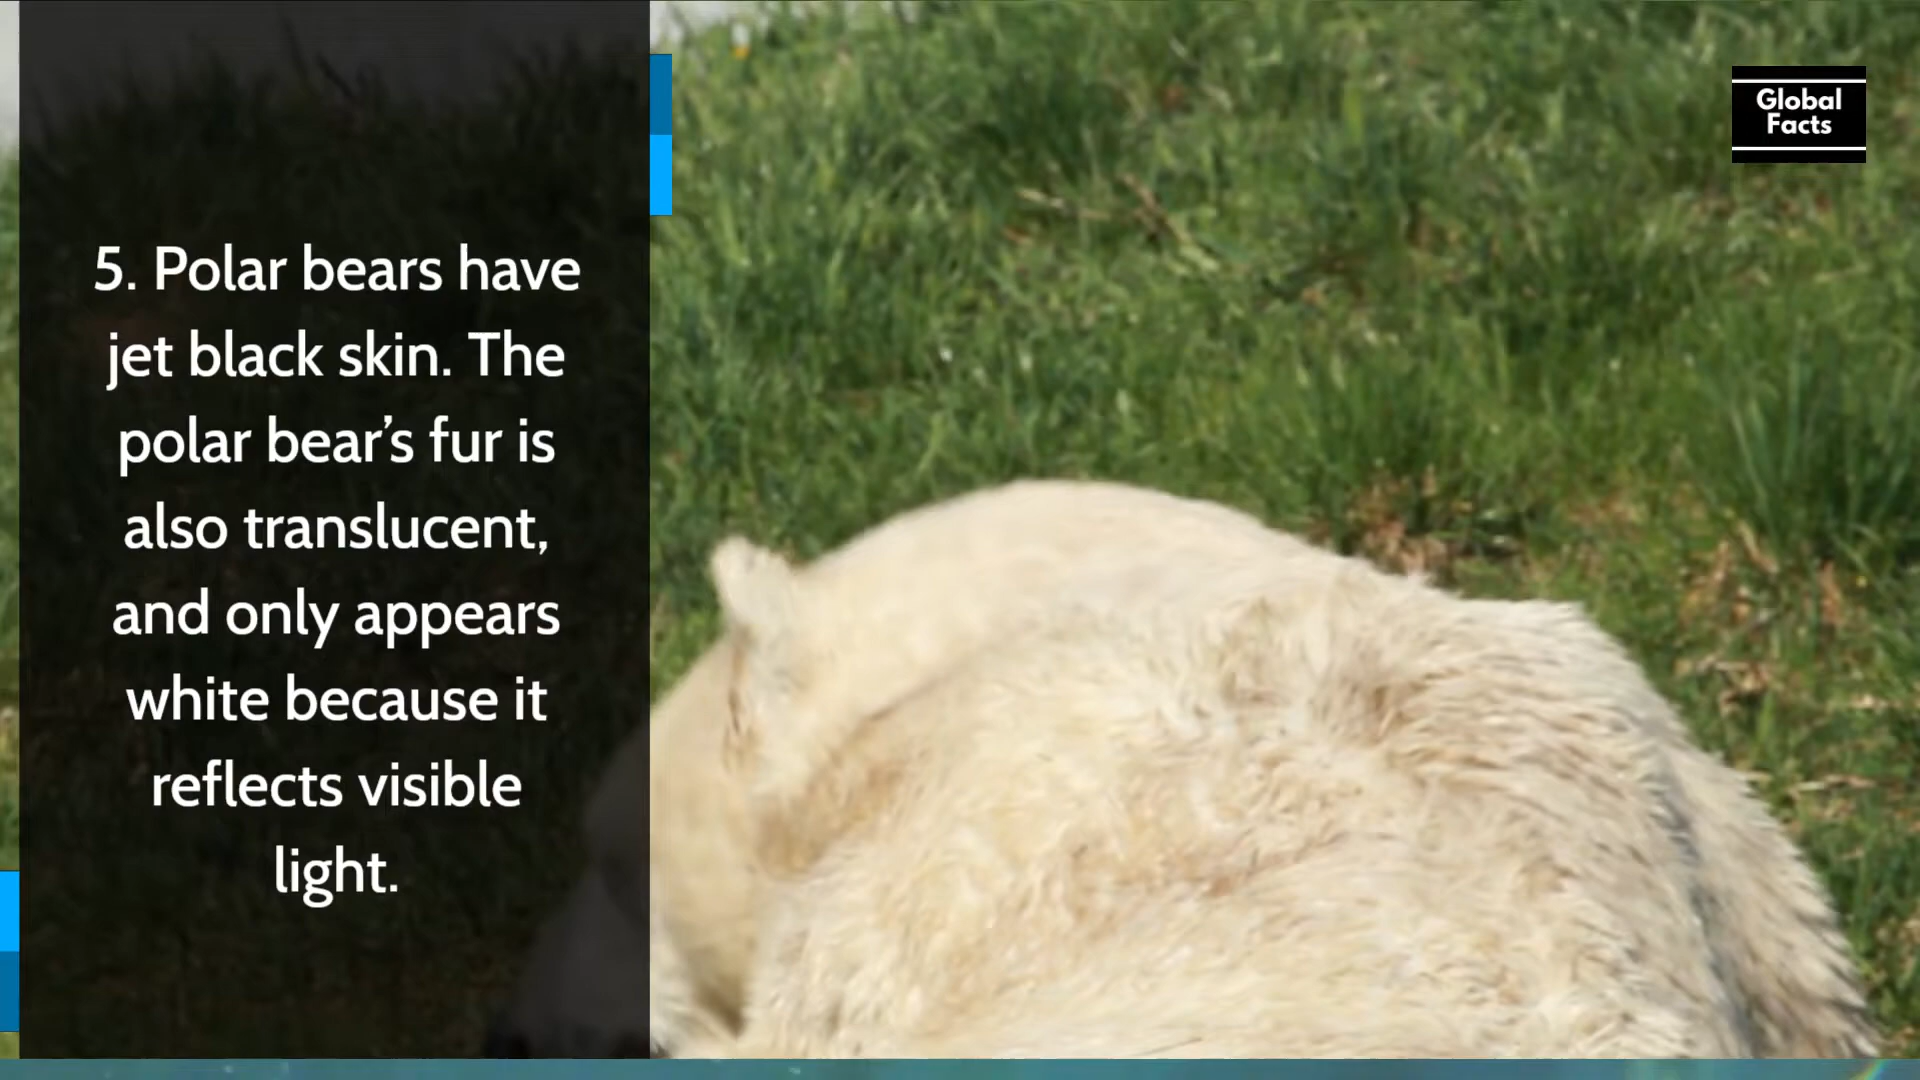 5. Polar bears have
jet black skin. The
polar bear’s fur is
also translucent,
and only appears
white because it
reflects visible
light.
Global
Facts